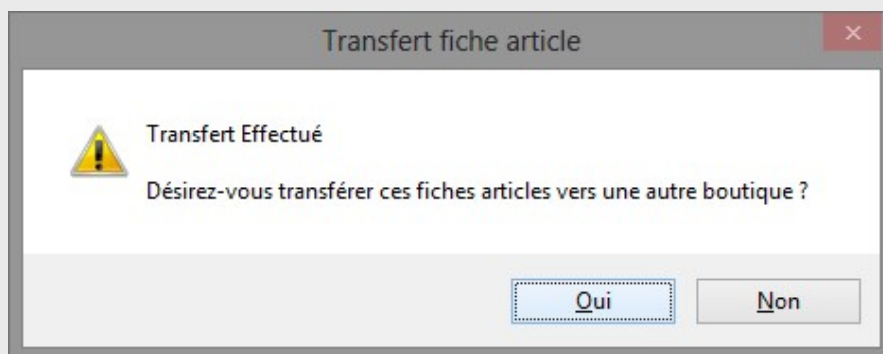 Transfert fiche article
Transfert Effectué
Désirez-vous transférer ces fiches articles vers une autre boutique ?
Oui
Non